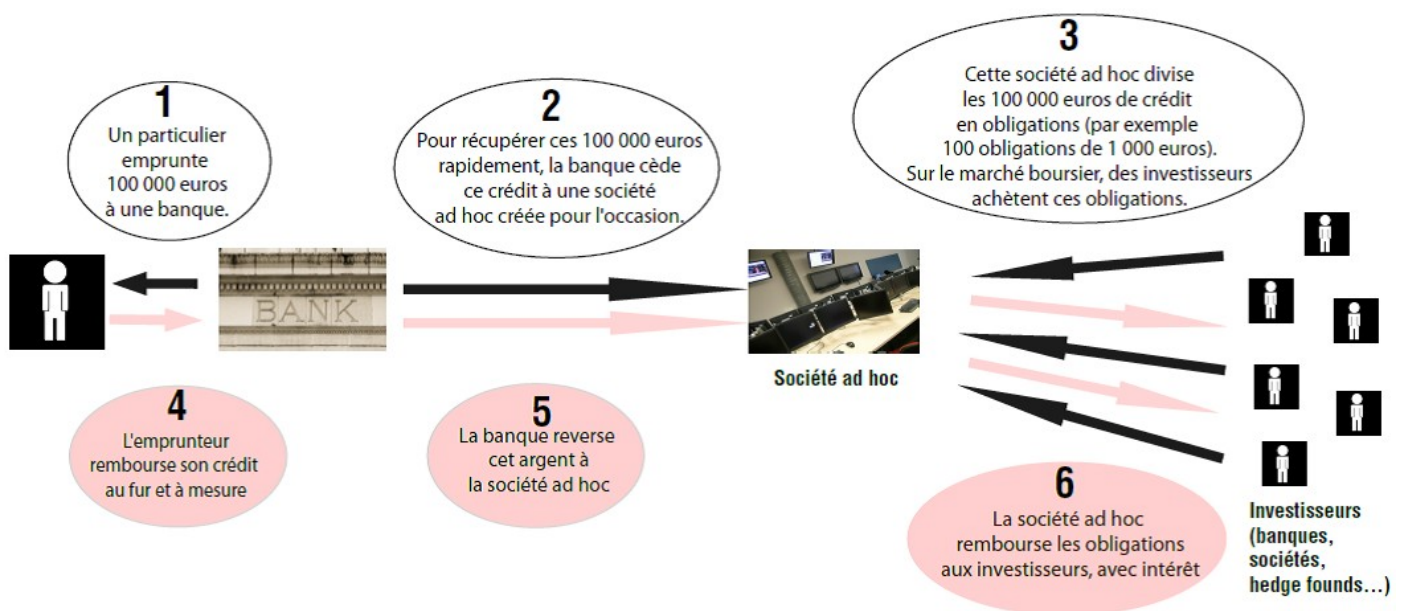 1
Un particulier
emprunte
100 000 euros
à une banque.
2
Pour récupérer ces 100 000 euros
rapidement, la banque cède
ce crédit à une société
ad hoc créée pour l'occasion.
3
Cette société ad hoc divise
les 100 000 euros de crédit
en obligations (par exemple
100 obligations de 1 000 euros).
Sur le marché boursier, des investisseurs
achètent ces obligations.
BANK
Société ad hoc
4
L'emprunteur
rembourse son crédit
au fur et à mesure
5
La banque reverse
cet argent à
la société ad hoc
6
La société ad hoc
rembourse les obligations
aux investisseurs, avec intérêt
Investisseurs
(banques,
sociétés,
hedge founds...)